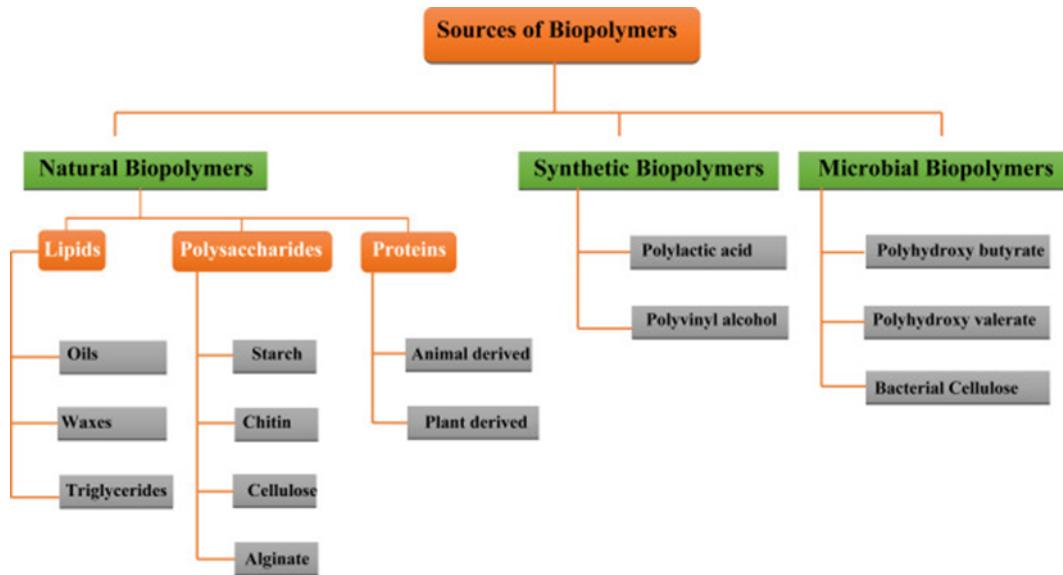 Sources of Biopolymers
Natural Biopolymers
Synthetic Biopolymers
Microbial Biopolymers
Lipids
Polysaccharides
Proteins
Polylactic acid
Polyhydroxy butyrate
Polyvinyl alcohol
Polyhydroxy valerate
Oils
Starch
Animal derived
Bacterial Cellulose
Waxes
Chitin
Plant derived
Triglycerides
Cellulose
Alginate